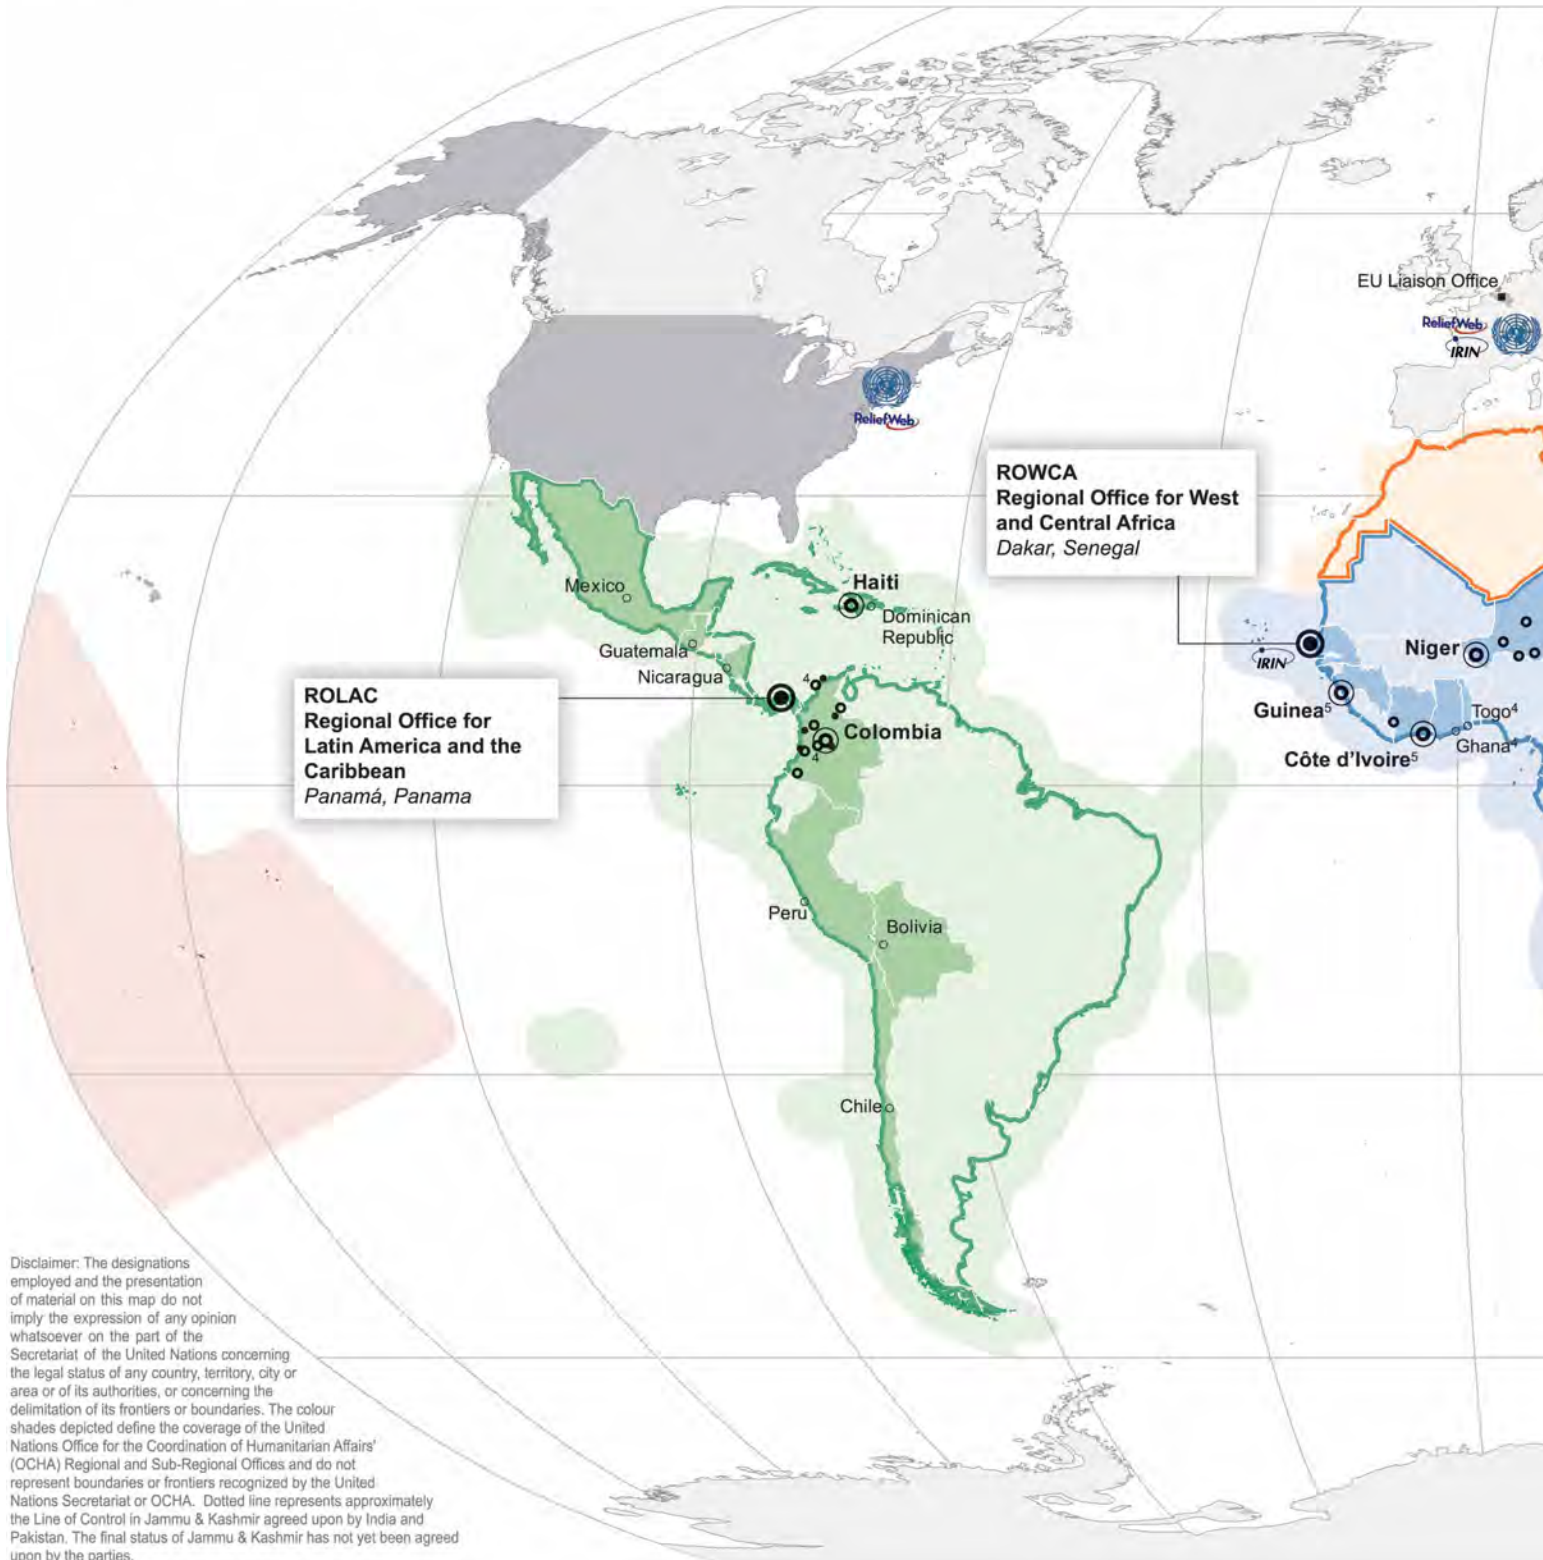 EU Liaison Office
ReliefWeb
IRIN
ReliefWeb
ROWCA
Regional Office for West
and Central Africa
Dakar, Senegal
Haiti
Mexico
Dominican
Republic
Guatemala
Nicaragua
IRIN
Niger
4
ROLAC
Regional Office for
Latin America and the
Caribbean
Panamá, Panama
Colombia
4
Guinea5
Togo4
Ghana4
Côte d'Ivoire5
Peru
Bolivia
Chile
Disclaimer: The designations
employed and the presentation
of material on this map do not
imply the expression of any opinion
whatsoever on the part of the
Secretariat of the United Nations concerning
the legal status of any country, territory, city or
area or of its authorities, or concerning the
delimitation of its frontiers or boundaries. The colour
shades depicted define the coverage of the United
Nations Office for the Coordination of Humanitarian Affairs'
(OCHA) Regional and Sub-Regional Offices and do not
represent boundaries or frontiers recognized by the United
Nations Secretariat or OCHA. Dotted line represents approximately
the Line of Control in Jammu & Kashmir agreed upon by India and
Pakistan. The final status of Jammu & Kashmir has not yet been agreed
upon by the parties.